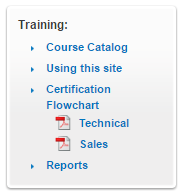 Training:
Course Catalog
Using this site
Certification
Flowchart
Technical
Sales
Reports